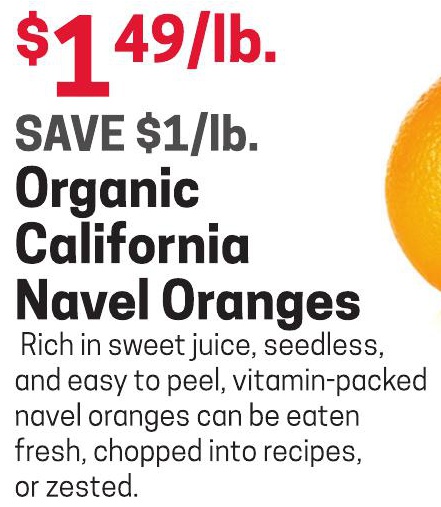 $1 49/lb.
SAVE $1/lb.
Organic
California
Navel Oranges
Rich in sweet juice, seedless,
and easy to peel, vitamin-packed
navel oranges can be eaten
fresh, chopped into recipes,
or zested.